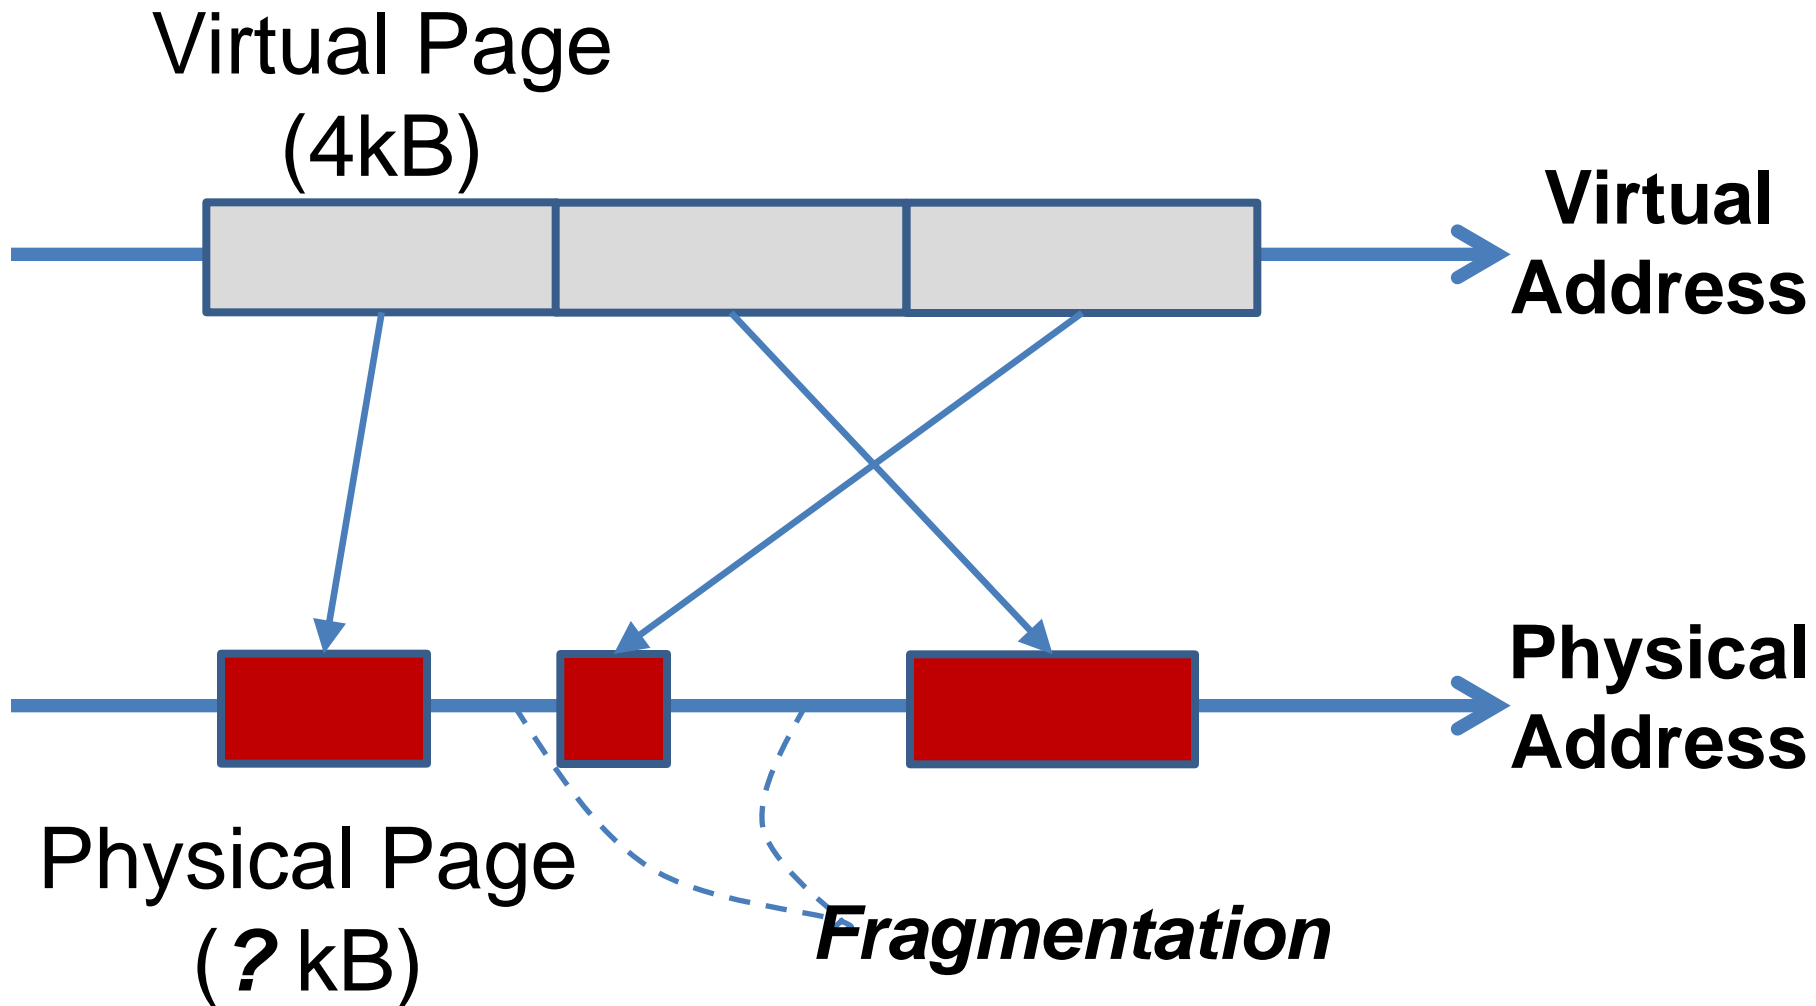 Virtual Page
(4kB)
Virtual
Address
Physical
Address
Physical Page
(? kB)
Fragmentation